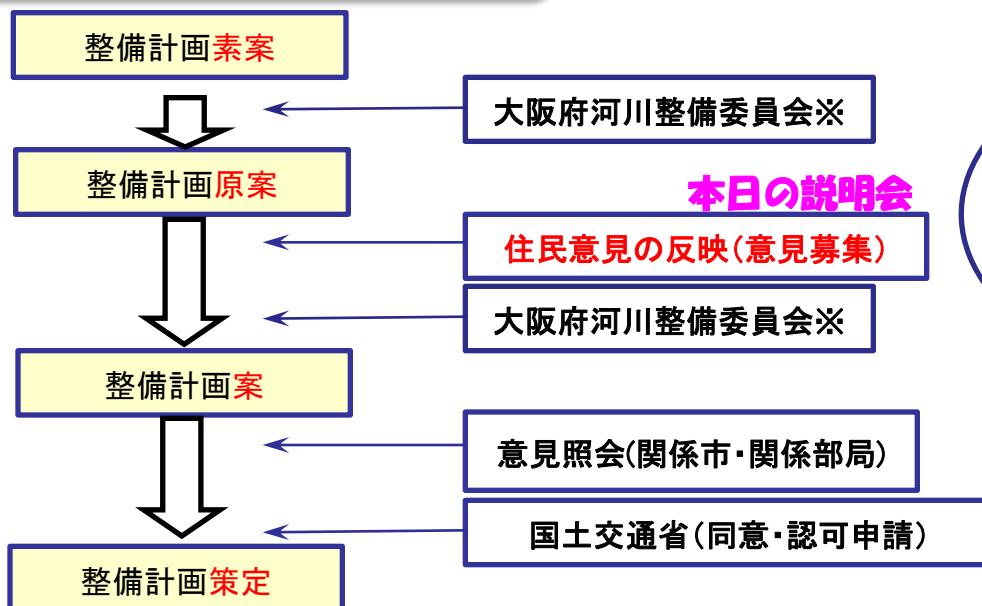 整備計画素案
大阪府河川整備委員会※
整備計画原案
本日の説明会
住民意見の反映(意見募集)
大阪府河川整備委員会※
整備計画案
意見照会(関係市・関係部局)
国土交通省(同意・認可申請)
整備計画策定